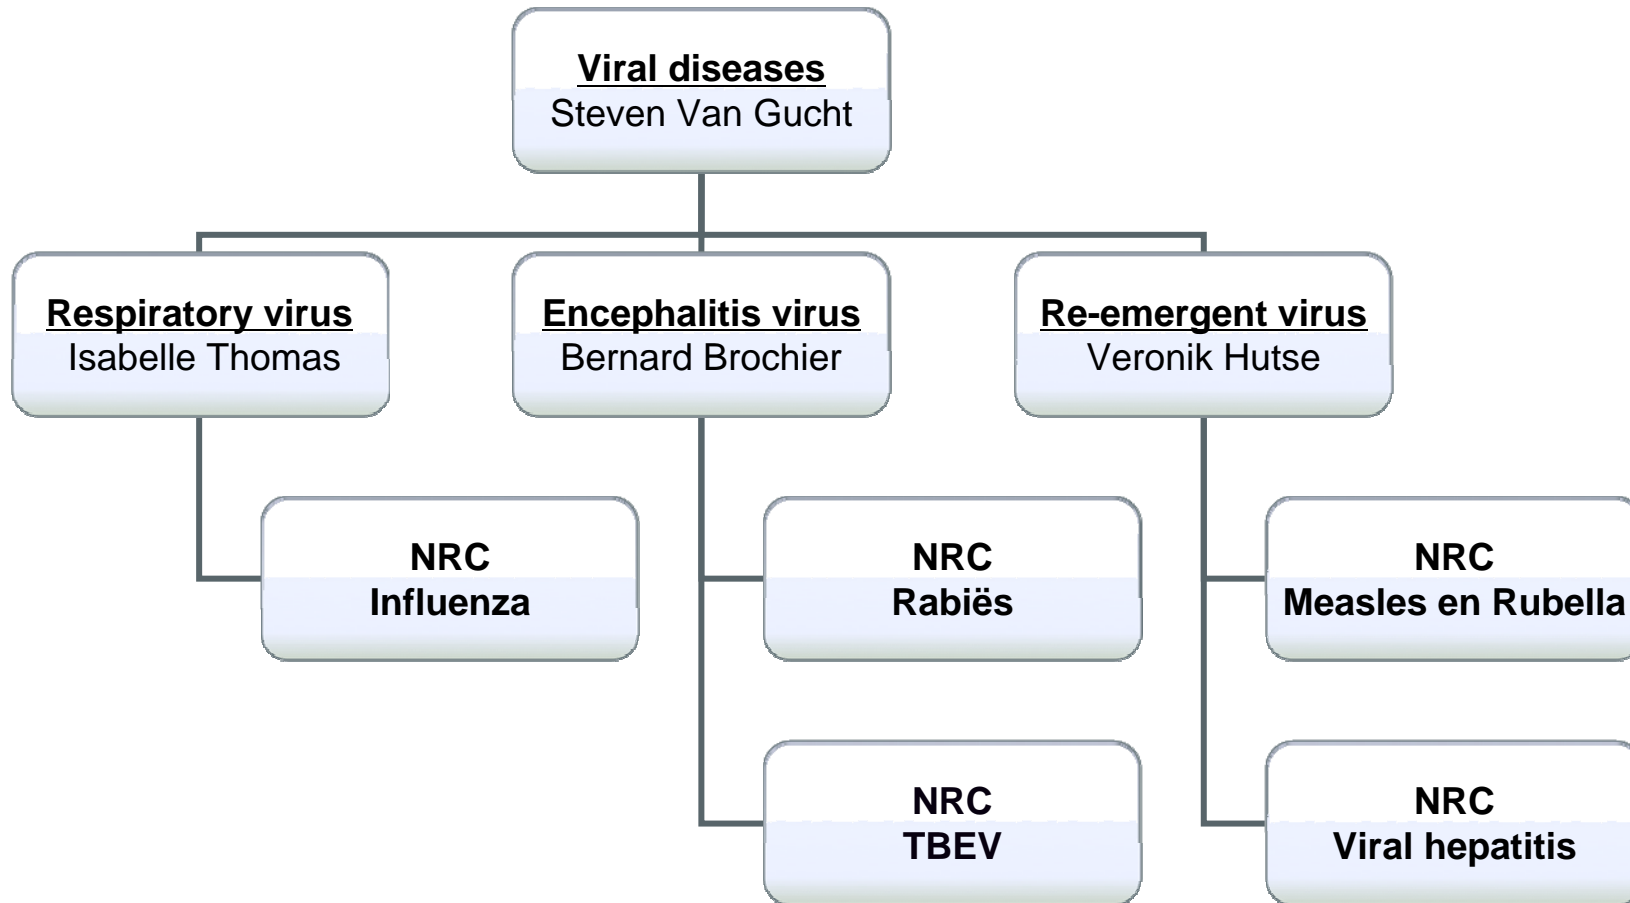 Viral diseases
Steven Van Gucht
Respiratory virus
Isabelle Thomas
Encephalitis virus
Bernard Brochier
Re-emergent virus
Veronik Hutse
NRC
Influenza
NRC
Rabiës
NRC
Measles en Rubella
NRC
TBEV
NRC
Viral hepatitis